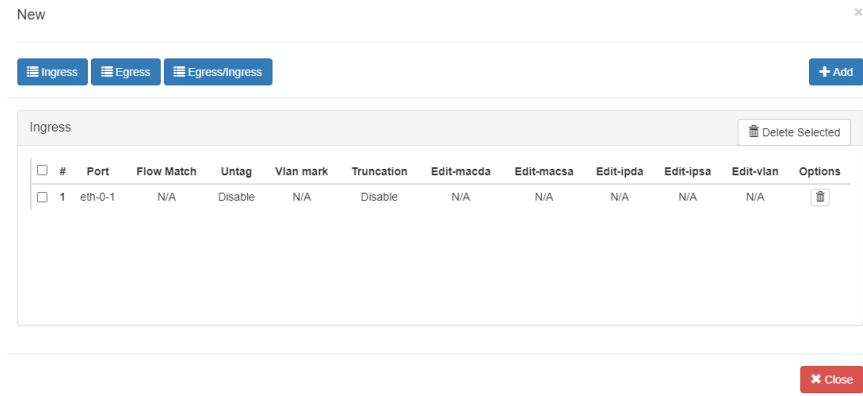 New ×
Ingress Egress Egress/Ingress + Add
Ingress Delete Selected
# Port Flow Match Untag Vlan mark Truncation Edit-macda Edit-macsa Edit-ipda Edit-ipsa Edit-vlan Options
1 eth-0-1 N/A Disable N/A Disable N/A N/A N/A N/A N/A
✖ Close